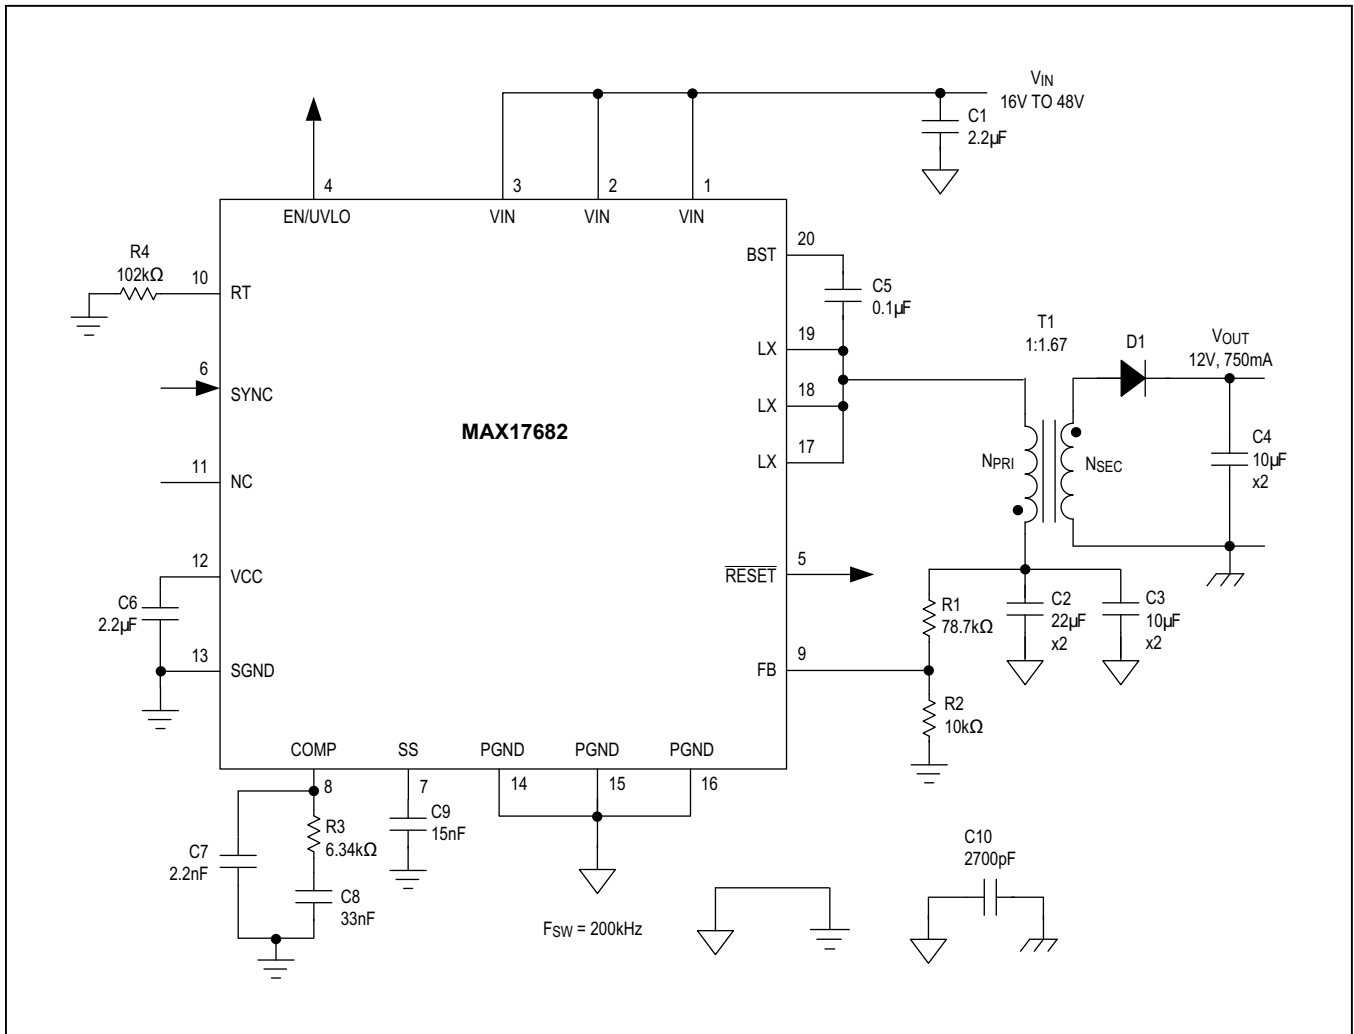 VIN
16V TO 48V
C1
2.2µF
4
3
2
1
EN/UVLO
VIN
VIN
VIN
20
BST
R4
102kΩ
10
RT
C5
0.1µF
19
LX
T1
1:1.67
D1
VOUT
12V, 750mA
6
SYNC
18
LX
MAX17682
17
LX
NPRI
NSEC
C4
10µF
x2
11
NC
12
VCC
5
RESET
C6
2.2µF
R1
78.7kΩ
C2
22µF
x2
C3
10µF
x2
13
SGND
9
FB
R2
10kΩ
COMP
SS
PGND
PGND
PGND
8
7
14
15
16
C9
15nF
R3
6.34kΩ
C7
2.2nF
C8
33nF
C10
2700pF
FSW = 200kHz